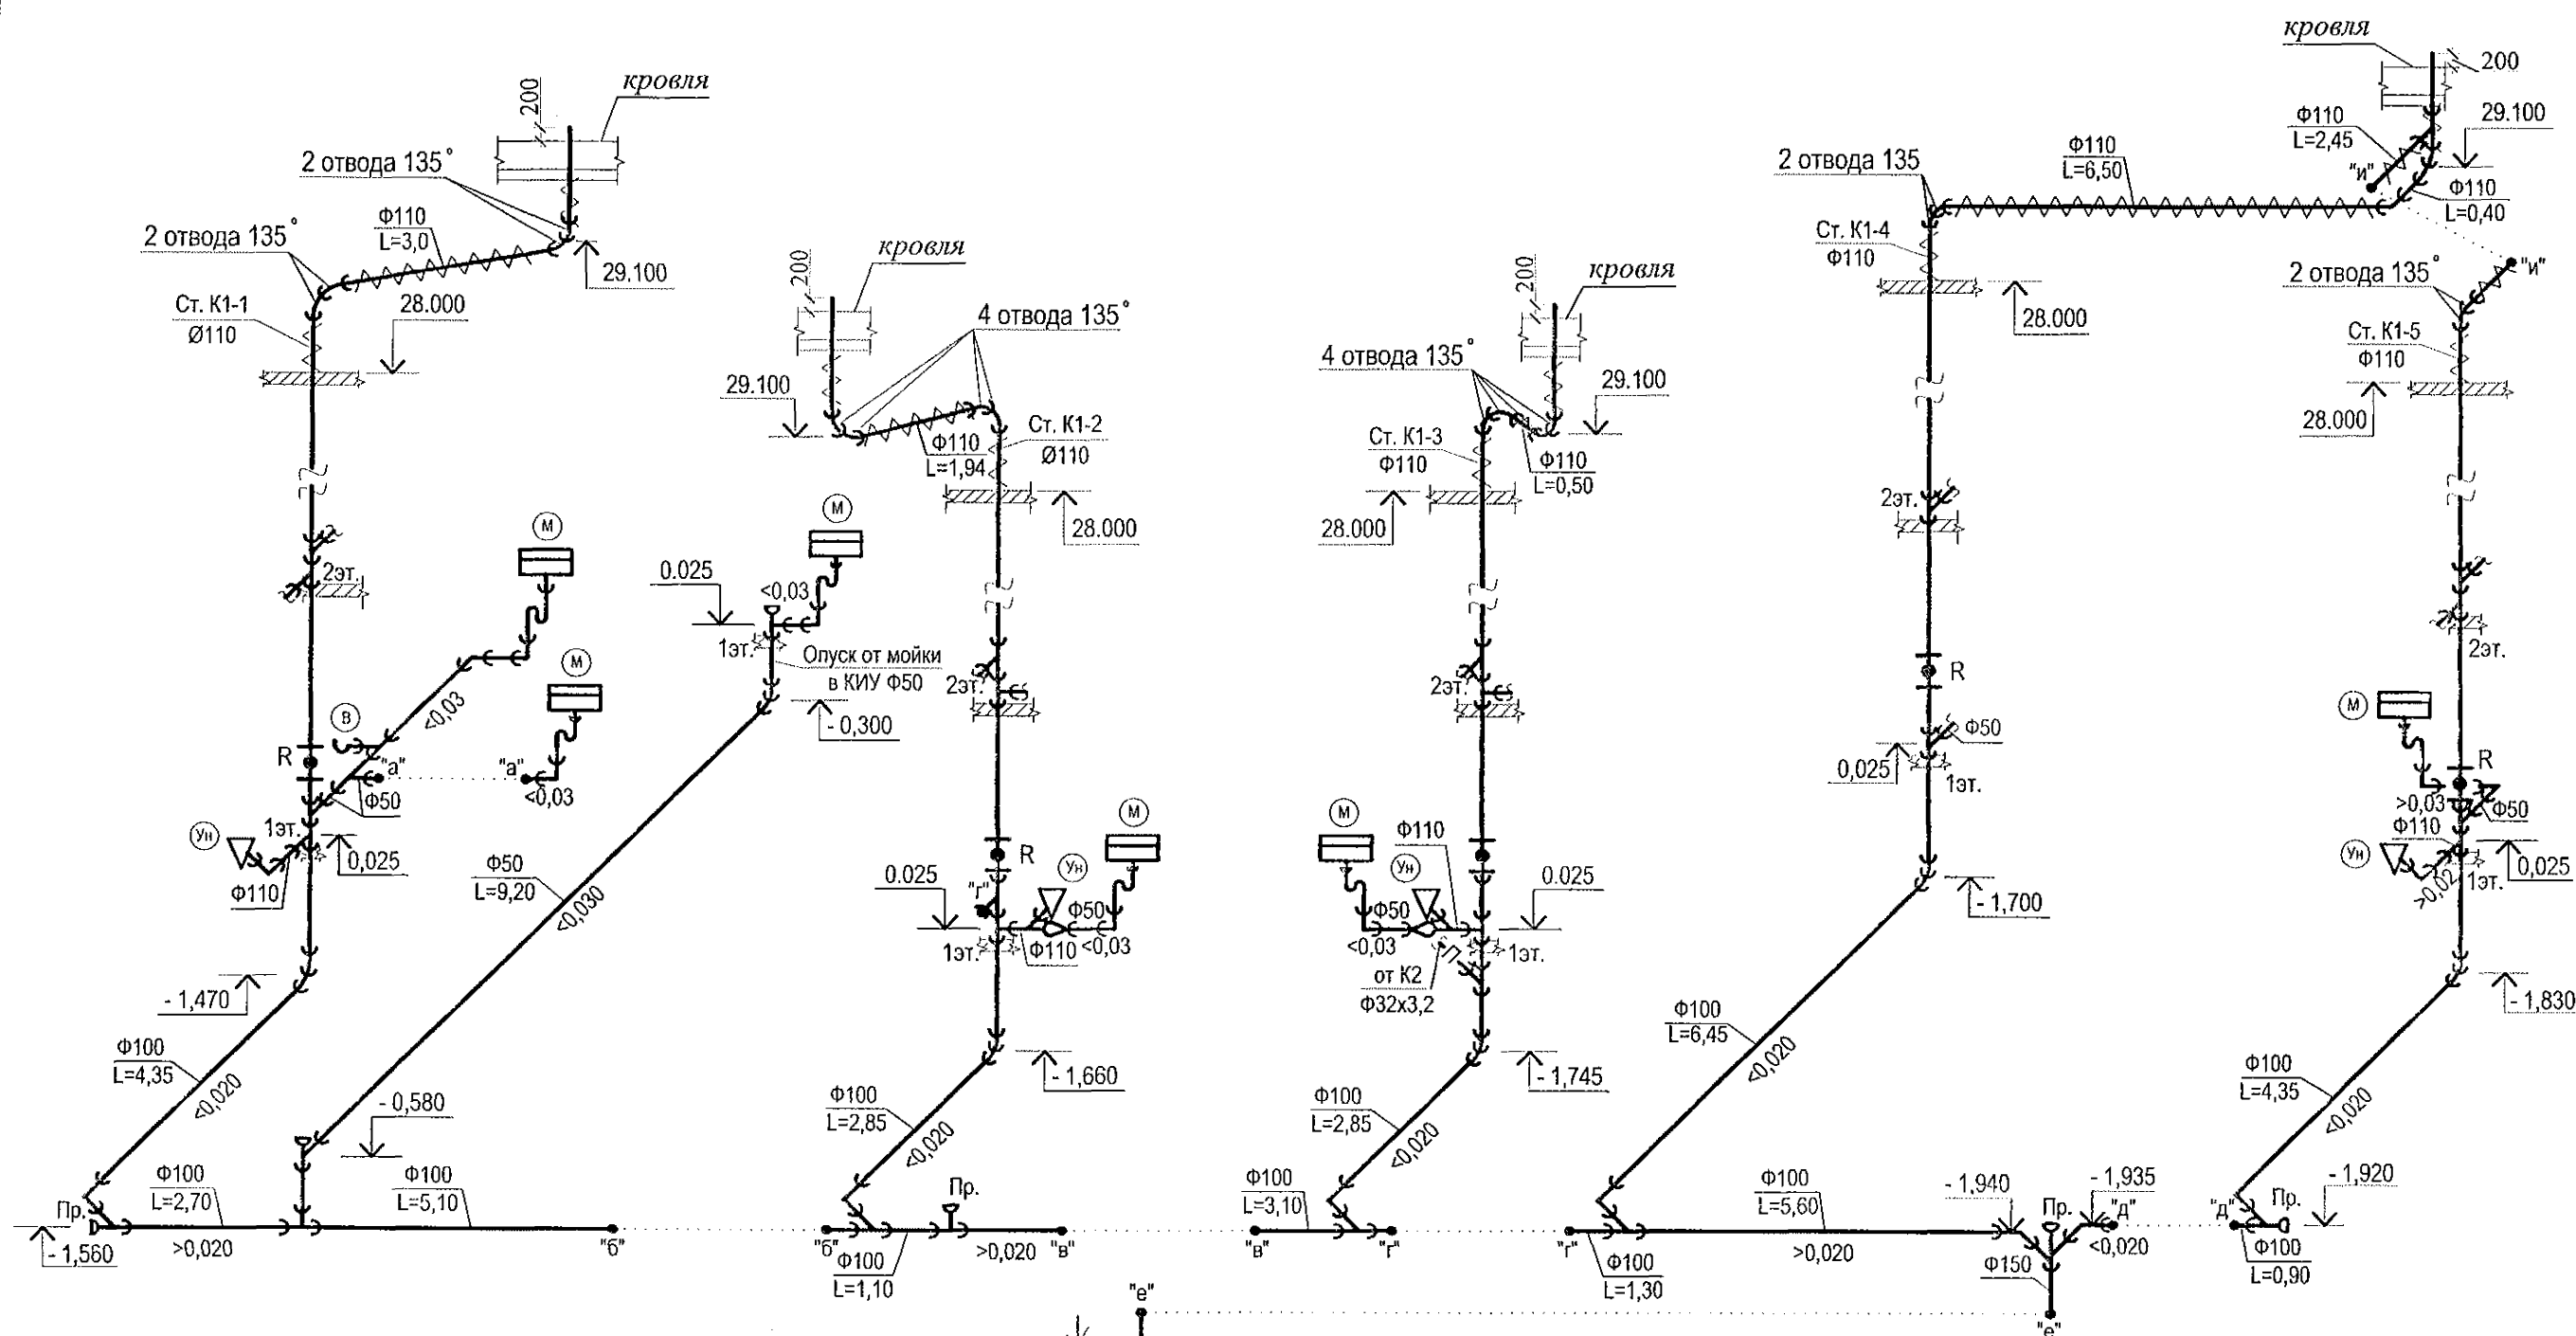 кровля
200
2 отвода 135°
2 отвода 135°
Ф110
L=3,0
29.100
Ст. К1-1
Ø110
28.000
2эт.
М
М
<0,03
В
R
"а"
"а"
Ф50
<0,03
1эт.
Ун
0,025
Ф110
- 1,470
Ф100
L=4,35
<0,020
Пр.
- 1,560
Ф100
L=2,70
>0,020
- 0,580
Ф100
L=5,10
"б"
Ф50
L=9,20
<0,030
0.025
<0,03
М
1эт.
Опуск от мойки
в КИУ Ф50
- 0,300
кровля
200
4 отвода 135°
29.100
Ф110
L=1,94
Ст. К1-2
Ø110
28.000
2эт.
R
М
Ун
0.025
"г"
Ф50
1эт.
Ф110
<0,03
- 1,660
Ф100
L=2,85
<0,020
Пр.
"б"
Ф100
L=1,10
>0,020
"в"
кровля
200
4 отвода 135°
29.100
Ст. К1-3
Ф110
Ф110
L=0,50
28.000
2эт.
М
Ф110
Ун
0.025
Ф50
<0,03
1эт.
от К2
Ф32х3,2
- 1,745
Ф100
L=2,85
<0,020
Ф100
L=3,10
"в"
"г"
2 отвода 135
Ф110
L=6,50
Ст. К1-4
Ф110
28.000
2эт.
R
Ф50
0,025
1эт.
- 1,700
Ф100
L=6,45
<0,020
"г"
Ф100
L=1,30
Ф100
L=5,60
>0,020
- 1,940
Пр.
- 1,935
"д"
<0,020
Ф150
"е"
"е"
кровля
200
Ф110
L=2,45
29.100
"и"
Ф110
L=0,40
"и"
2 отвода 135°
Ст. К1-5
Ф110
28.000
2эт.
М
R
>0,03
Ф50
Ф110
Ун
0,025
>0,02
1эт.
- 1,830
Ф100
L=4,35
<0,020
"д"
Пр.
- 1,920
Ф100
L=0,90